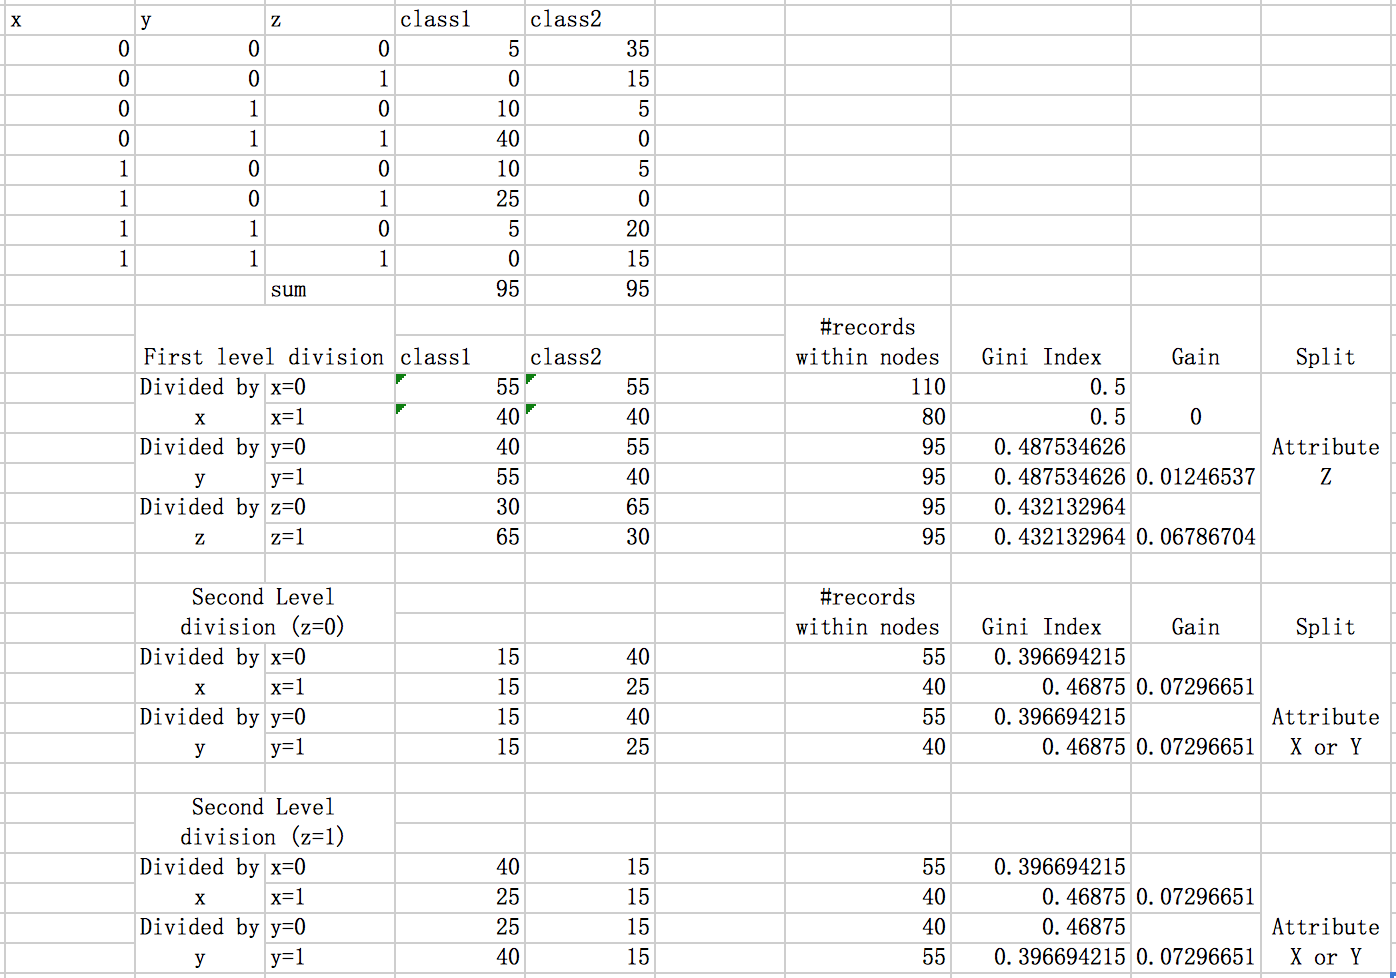 x y z class1 class2
0 0 0 5 35
0 0 1 0 15
0 1 0 10 5
0 1 1 40 0
1 0 0 10 5
1 0 1 25 0
1 1 0 5 20
1 1 1 0 15
sum 95 95
#records
First level division class1 class2 within nodes Gini Index Gain Split
Divided by x=0 55 55 110 0.5
x x=1 40 40 80 0.5 0
Divided by y=0 40 55 95 0.487534626 Attribute
y y=1 55 40 95 0.487534626 0.01246537 Z
Divided by z=0 30 65 95 0.432132964
z z=1 65 30 95 0.432132964 0.06786704
Second Level #records
division (z=0) within nodes Gini Index Gain Split
Divided by x=0 15 40 55 0.396694215
x x=1 15 25 40 0.46875 0.07296651
Divided by y=0 15 40 55 0.396694215 Attribute
y y=1 15 25 40 0.46875 0.07296651 X or Y
Second Level
division (z=1)
Divided by x=0 40 15 55 0.396694215
x x=1 25 15 40 0.46875 0.07296651
Divided by y=0 25 15 40 0.46875 Attribute
y y=1 40 15 55 0.396694215 0.07296651 X or Y